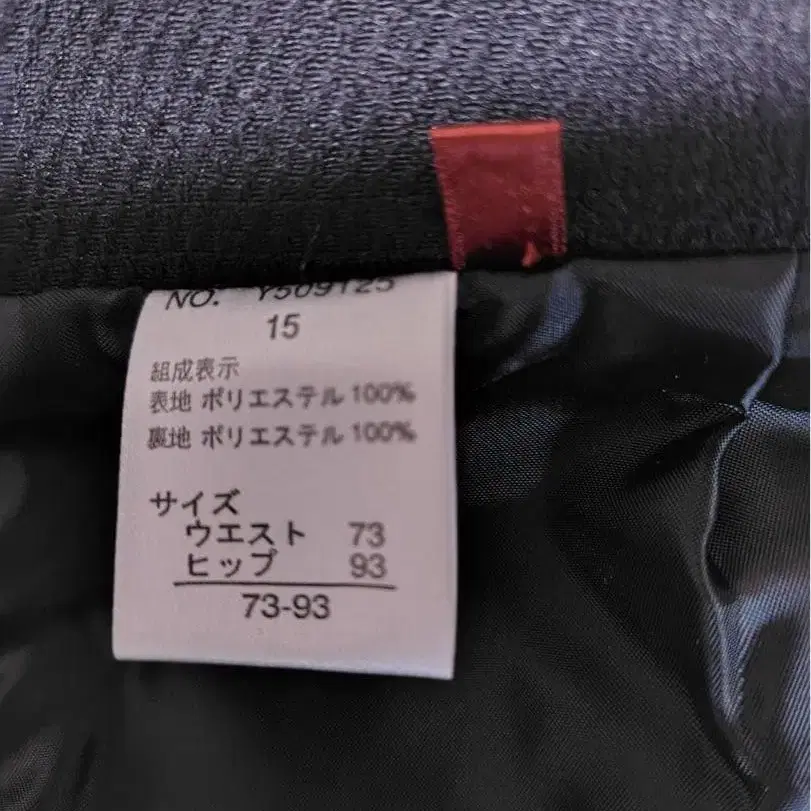 NO. Y509125
15
組成表示
表地 ポリエステル 100%
裏地 ポリエステル 100%
サイズ
ウエスト 73
ヒップ 93
73-93